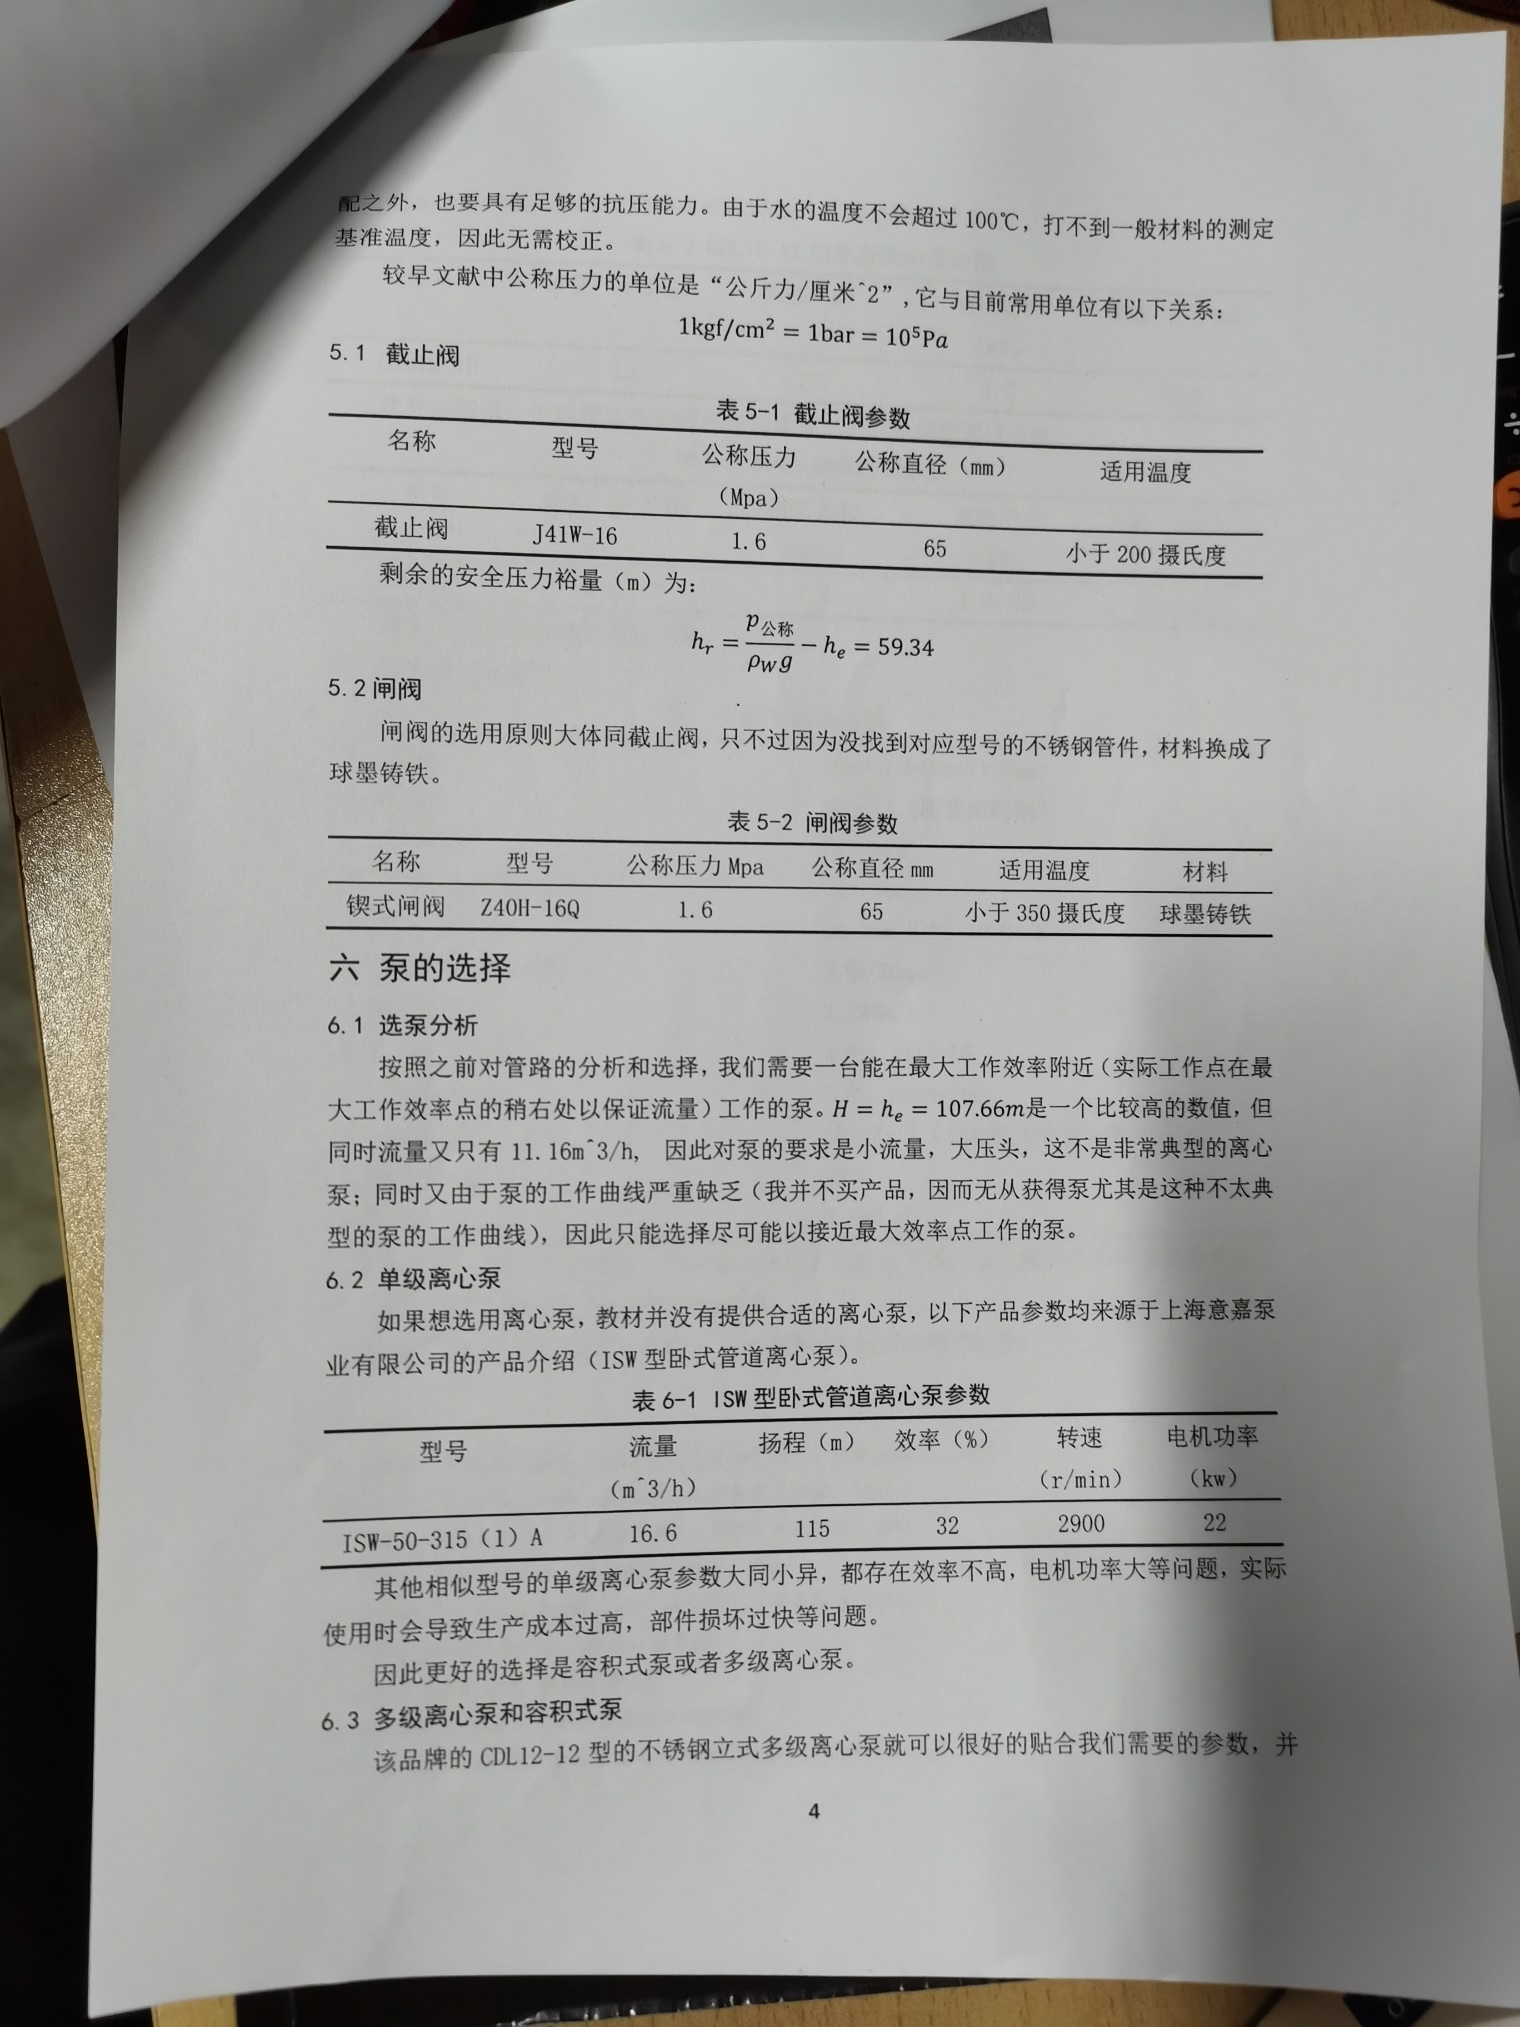 配之外，也要具有足够的抗压能力。由于水的温度不会超过 100℃，打不到一般材料的测定
基准温度，因此无需校正。
较早文献中公称压力的单位是“公斤力/厘米^2”,它与目前常用单位有以下关系：
1kgf/cm² = 1bar = 10⁵Pa
5.1 截止阀
表 5-1 截止阀参数
名称 型号 公称压力 公称直径（mm） 适用温度
（Mpa）
截止阀 J41W-16 1.6 65 小于 200 摄氏度
剩余的安全压力裕量（m）为：
h_r = p_公称/(ρ_w g) − h_e = 59.34
5.2 闸阀
闸阀的选用原则大体同截止阀，只不过因为没找到对应型号的不锈钢管件，材料换成了
球墨铸铁。
表 5-2 闸阀参数
名称 型号 公称压力 Mpa 公称直径 mm 适用温度 材料
锲式闸阀 Z40H-16Q 1.6 65 小于 350 摄氏度 球墨铸铁
六 泵的选择
6.1 选泵分析
按照之前对管路的分析和选择，我们需要一台能在最大工作效率附近（实际工作点在最
大工作效率点的稍右处以保证流量）工作的泵。H = h_e = 107.66m是一个比较高的数值，但
同时流量又只有 11.16m^3/h, 因此对泵的要求是小流量，大压头，这不是非常典型的离心
泵；同时又由于泵的工作曲线严重缺乏（我并不买产品，因而无从获得泵尤其是这种不太典
型的泵的工作曲线），因此只能选择尽可能以接近最大效率点工作的泵。
6.2 单级离心泵
如果想选用离心泵，教材并没有提供合适的离心泵，以下产品参数均来源于上海意嘉泵
业有限公司的产品介绍（ISW 型卧式管道离心泵）。
表 6-1 ISW 型卧式管道离心泵参数
型号 流量 扬程（m） 效率（%） 转速 电机功率
（m^3/h） （r/min） （kw）
ISW-50-315（1）A 16.6 115 32 2900 22
其他相似型号的单级离心泵参数大同小异，都存在效率不高，电机功率大等问题，实际
使用时会导致生产成本过高，部件损坏过快等问题。
因此更好的选择是容积式泵或者多级离心泵。
6.3 多级离心泵和容积式泵
该品牌的 CDL12-12 型的不锈钢立式多级离心泵就可以很好的贴合我们需要的参数，并
4